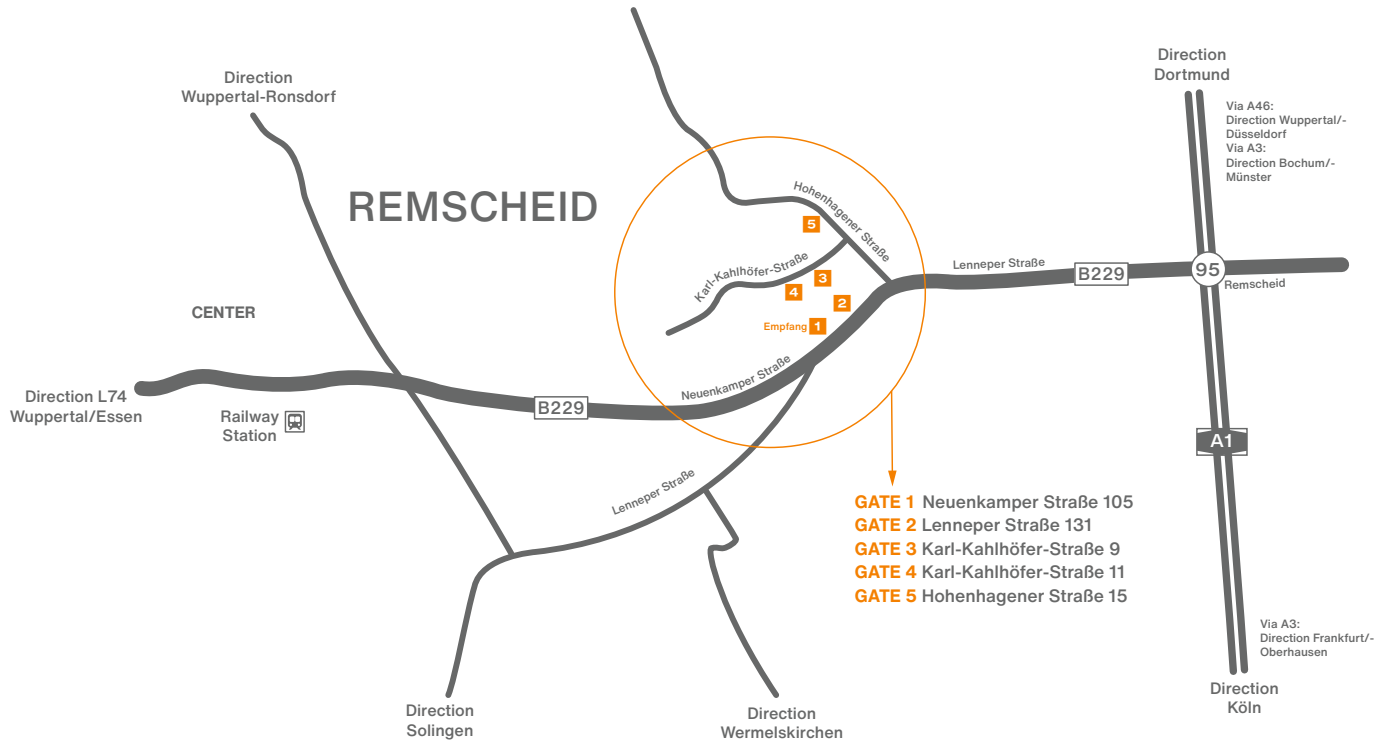 Direction
Dortmund
Direction
Wuppertal-Ronsdorf
Via A46:
Direction Wuppertal/-
Düsseldorf
Via A3:
Direction Bochum/-
Münster
REMSCHEID
Hohenhagener Straße
5
Karl-Kahlhöfer-Straße
3
4
2
Empfang 1
Lenneper Straße
B229
95
Remscheid
CENTER
Neuenkamper Straße
Direction L74
Wuppertal/Essen
Railway
Station
B229
A1
Lenneper Straße
GATE 1 Neuenkamper Straße 105
GATE 2 Lenneper Straße 131
GATE 3 Karl-Kahlhöfer-Straße 9
GATE 4 Karl-Kahlhöfer-Straße 11
GATE 5 Hohenhagener Straße 15
Via A3:
Direction Frankfurt/-
Oberhausen
Direction
Köln
Direction
Solingen
Direction
Wermelskirchen